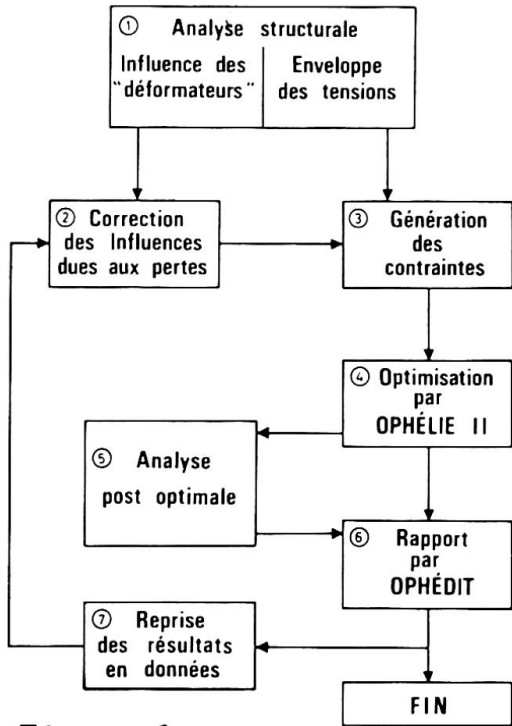 ① Analyse structurale
Influence des
"déformateurs"
Enveloppe
des tensions
② Correction
des Influences
dues aux pertes
③ Génération
des
contraintes
④ Optimisation
par
OPHÉLIE II
⑤ Analyse
post optimale
⑥ Rapport
par
OPHÉDIT
⑦ Reprise
des résultats
en données
FIN